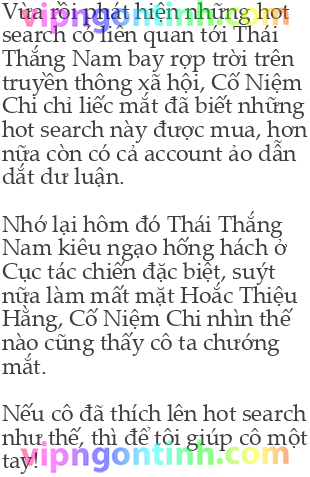 vipngontinh.com
Vừa rồi phát hiện những hot
search có liên quan tới Thái
Thắng Nam bay rợp trời trên
truyền thông xã hội, Cố Niệm
Chi chỉ liếc mắt đã biết những
hot search này được mua, hơn
nữa còn có cả account ảo dẫn
dắt dư luận.
Nhớ lại hôm đó Thái Thắng
Nam kiêu ngạo hống hách ở
Cục tác chiến đặc biệt, suýt
nữa làm mất mặt Hoắc Thiệu
Hằng, Cố Niệm Chi nhìn thế
nào cũng thấy cô ta chướng
mắt.
Nếu cô đã thích lên hot search
như thế, thì để tôi giúp cô một
tay!
vipngontinh.com